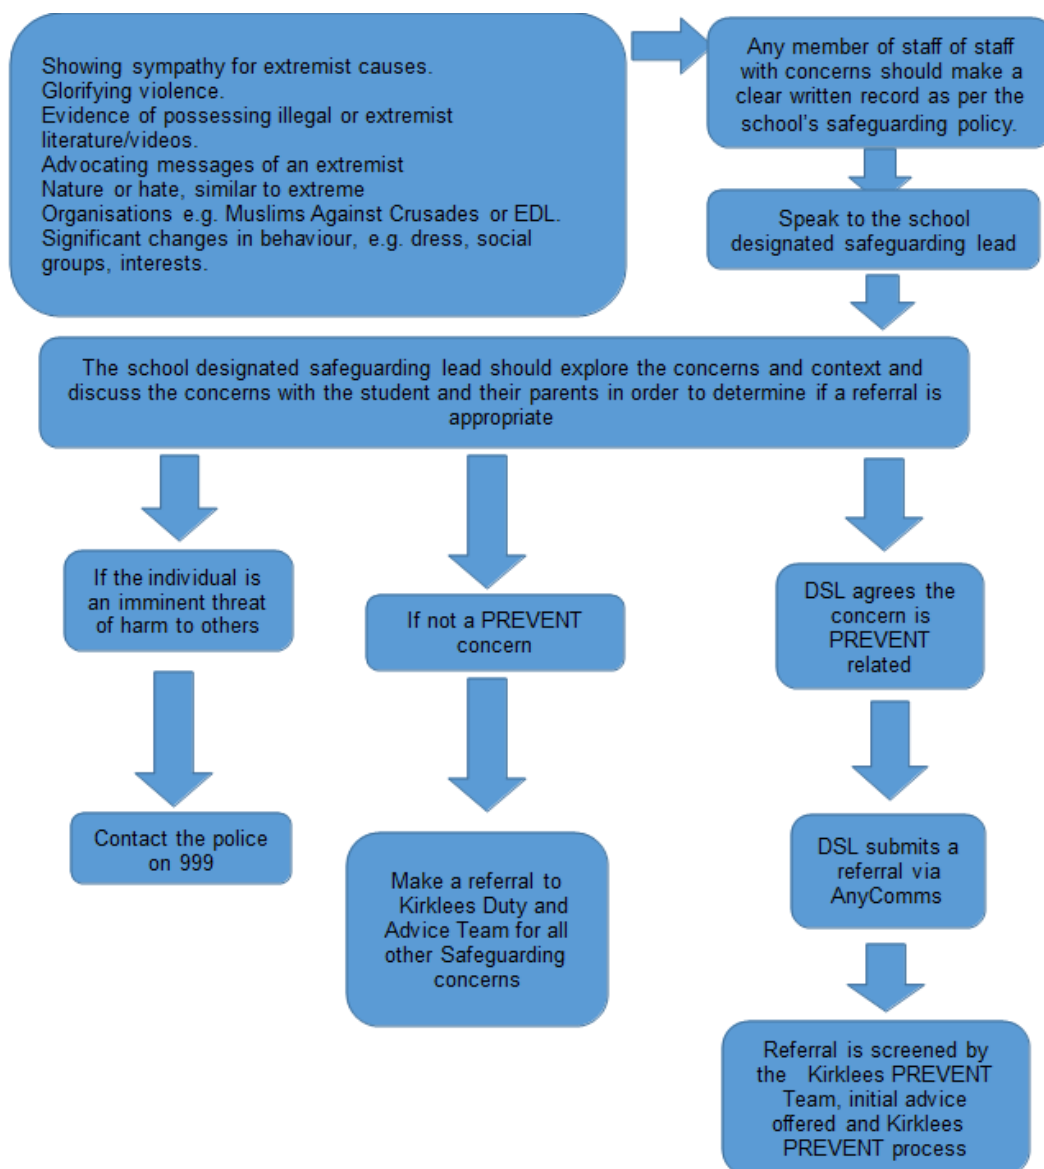 Showing sympathy for extremist causes.
Glorifying violence.
Evidence of possessing illegal or extremist
literature/videos.
Advocating messages of an extremist
Nature or hate, similar to extreme
Organisations e.g. Muslims Against Crusades or EDL.
Significant changes in behaviour, e.g. dress, social
groups, interests.
Any member of staff of staff
with concerns should make a
clear written record as per the
school's safeguarding policy.
Speak to the school
designated safeguarding lead
The school designated safeguarding lead should explore the concerns and context and
discuss the concerns with the student and their parents in order to determine if a referral is
appropriate
If the individual is
an imminent threat
of harm to others
Contact the police
on 999
If not a PREVENT
concern
Make a referral to
Kirklees Duty and
Advice Team for all
other Safeguarding
concerns
DSL agrees the
concern is
PREVENT
related
DSL submits a
referral via
AnyComms
Referral is screened by
the Kirklees PREVENT
Team, initial advice
offered and Kirklees
PREVENT process